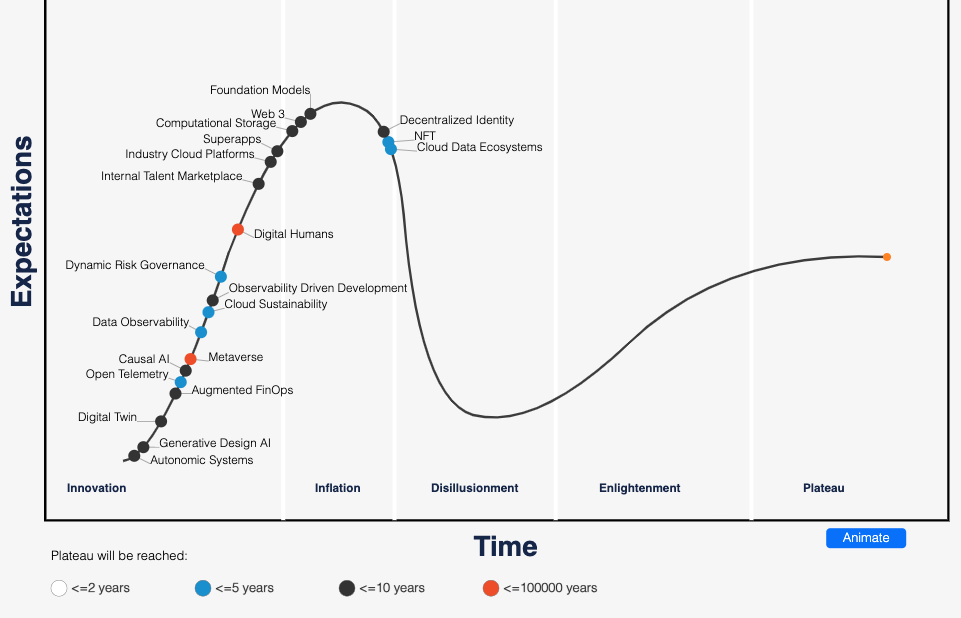 Foundation Models
Web 3
Computational Storage
Superapps
Industry Cloud Platforms
Internal Talent Marketplace
Decentralized Identity
NFT
Cloud Data Ecosystems
Digital Humans
Dynamic Risk Governance
Observability Driven Development
Cloud Sustainability
Data Observability
Metaverse
Causal AI
Open Telemetry
Augmented FinOps
Digital Twin
Generative Design AI
Autonomic Systems
Expectations
Innovation
Inflation
Disillusionment
Enlightenment
Plateau
Time
Animate
Plateau will be reached:
<=2 years
<=5 years
<=10 years
<=100000 years